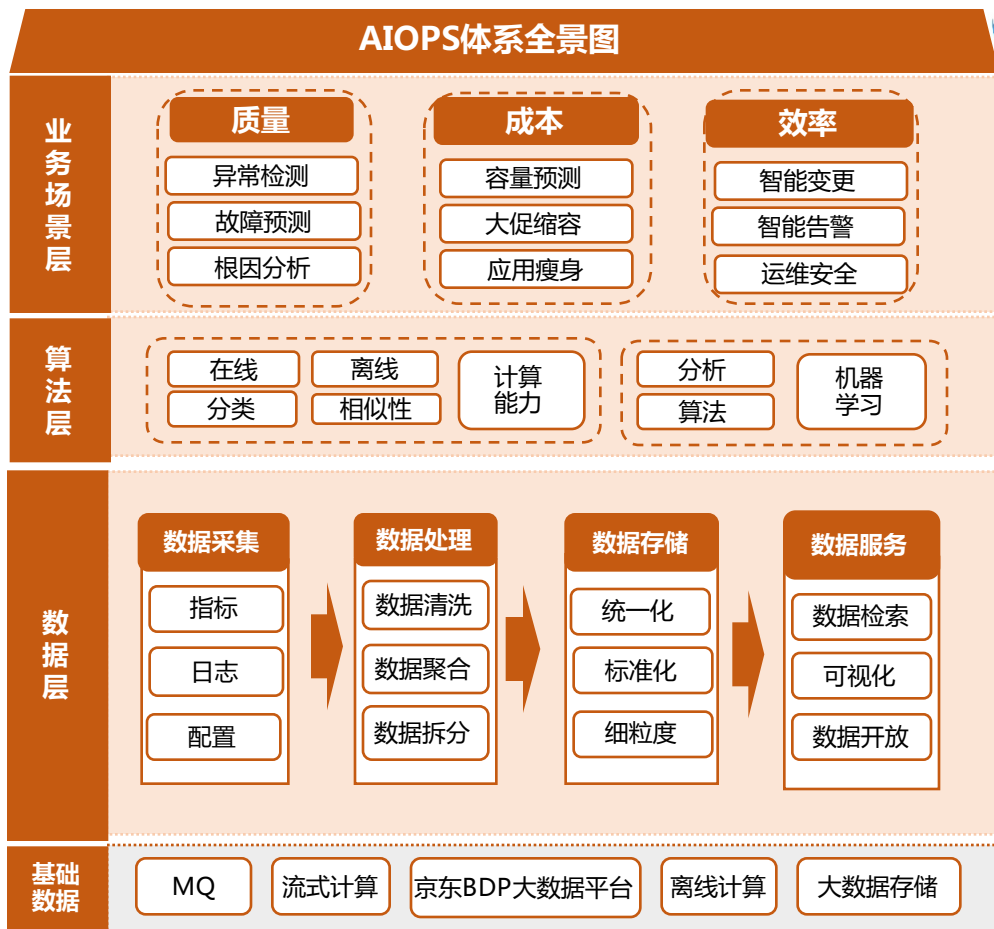 AIOPS体系全景图
业务场景层
质量
异常检测
故障预测
根因分析
成本
容量预测
大促缩容
应用瘦身
效率
智能变更
智能告警
运维安全
算法层
在线
离线
分类
相似性
计算
能力
分析
算法
机器
学习
数据层
数据采集
指标
日志
配置
数据处理
数据清洗
数据聚合
数据拆分
数据存储
统一化
标准化
细粒度
数据服务
数据检索
可视化
数据开放
基础
数据
MQ
流式计算
京东BDP大数据平台
离线计算
大数据存储